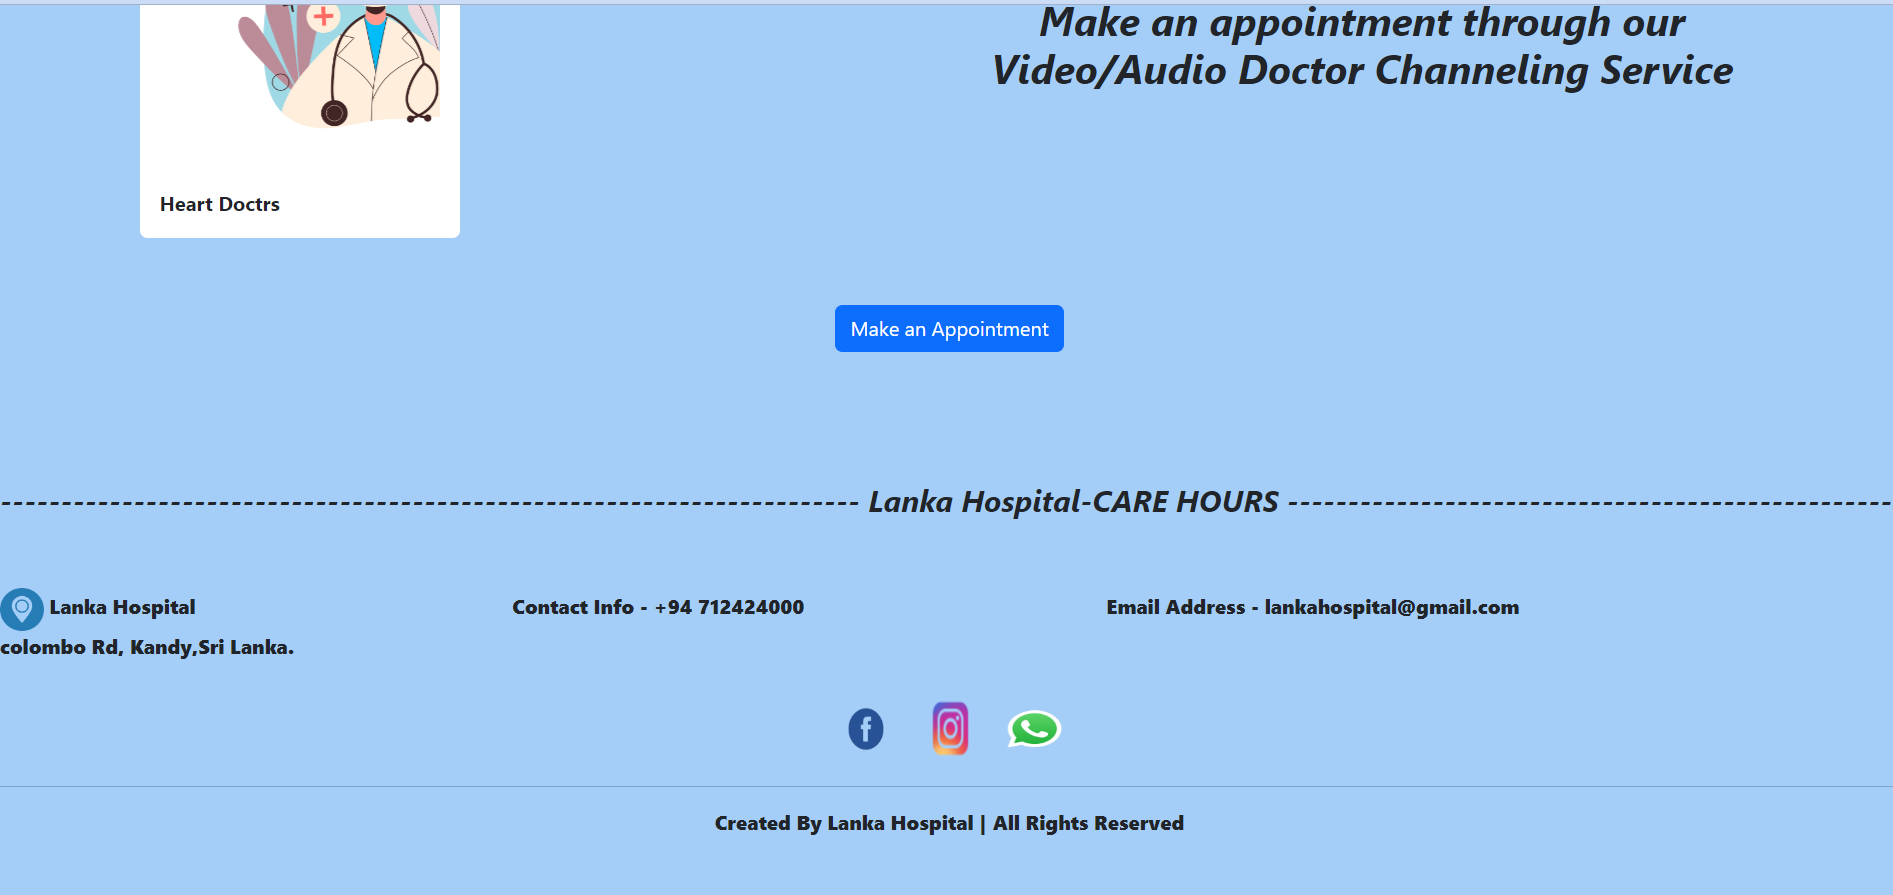 Make an appointment through our
Video/Audio Doctor Channeling Service
Heart Doctrs
Make an Appointment
----------------------------------------------------------------------- Lanka Hospital-CARE HOURS --------------------------------------------------
Lanka Hospital
colombo Rd, Kandy,Sri Lanka.
Contact Info - +94 712424000
Email Address - lankahospital@gmail.com
Created By Lanka Hospital | All Rights Reserved